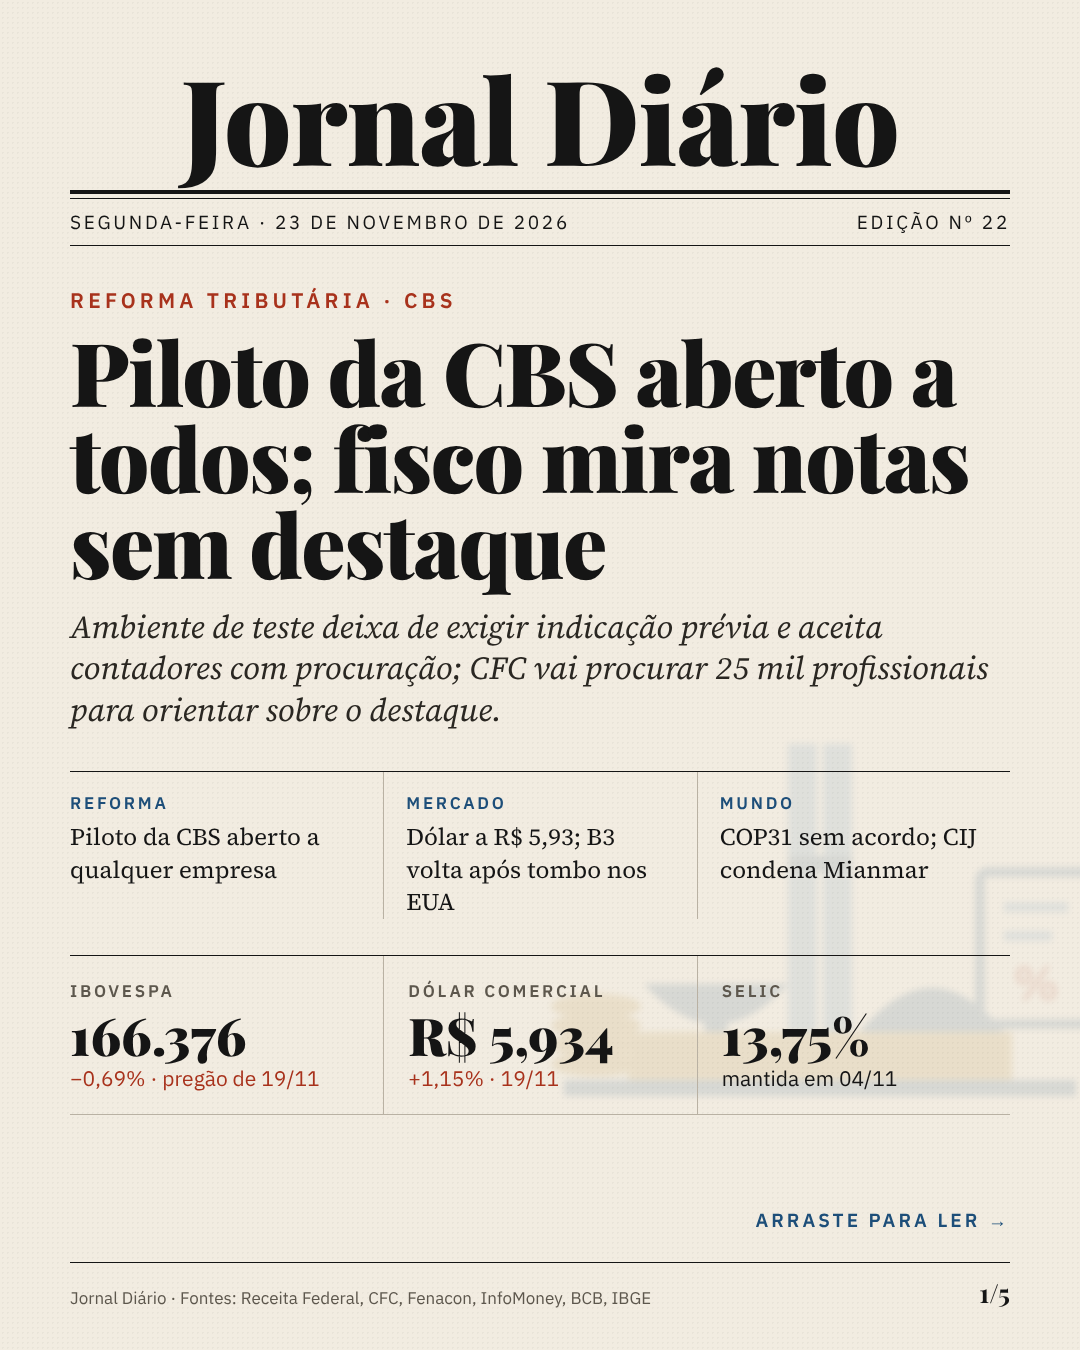 Jornal Diário
SEGUNDA-FEIRA · 23 DE NOVEMBRO DE 2026
EDIÇÃO Nº 22
REFORMA TRIBUTÁRIA · CBS
Piloto da CBS aberto a
todos; fisco mira notas
sem destaque
Ambiente de teste deixa de exigir indicação prévia e aceita
contadores com procuração; CFC vai procurar 25 mil profissionais
para orientar sobre o destaque.
REFORMA
Piloto da CBS aberto a
qualquer empresa
MERCADO
Dólar a R$ 5,93; B3
volta após tombo nos
EUA
MUNDO
COP31 sem acordo; CIJ
condena Mianmar
%
IBOVESPA
166.376
−0,69% · pregão de 19/11
DÓLAR COMERCIAL
R$ 5,934
+1,15% · 19/11
SELIC
13,75%
mantida em 04/11
ARRASTE PARA LER →
Jornal Diário · Fontes: Receita Federal, CFC, Fenacon, InfoMoney, BCB, IBGE
1/5